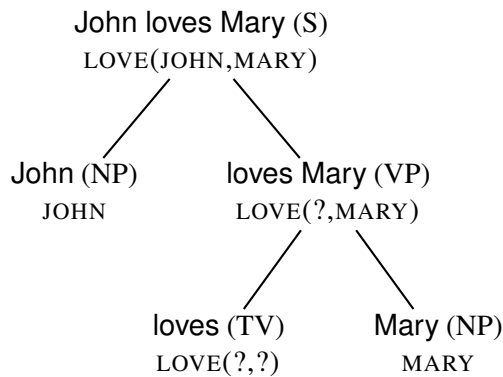 John loves Mary (S)
LOVE(JOHN,MARY)
John (NP)
JOHN
loves Mary (VP)
LOVE(?,MARY)
loves (TV)
LOVE(?,?)
Mary (NP)
MARY